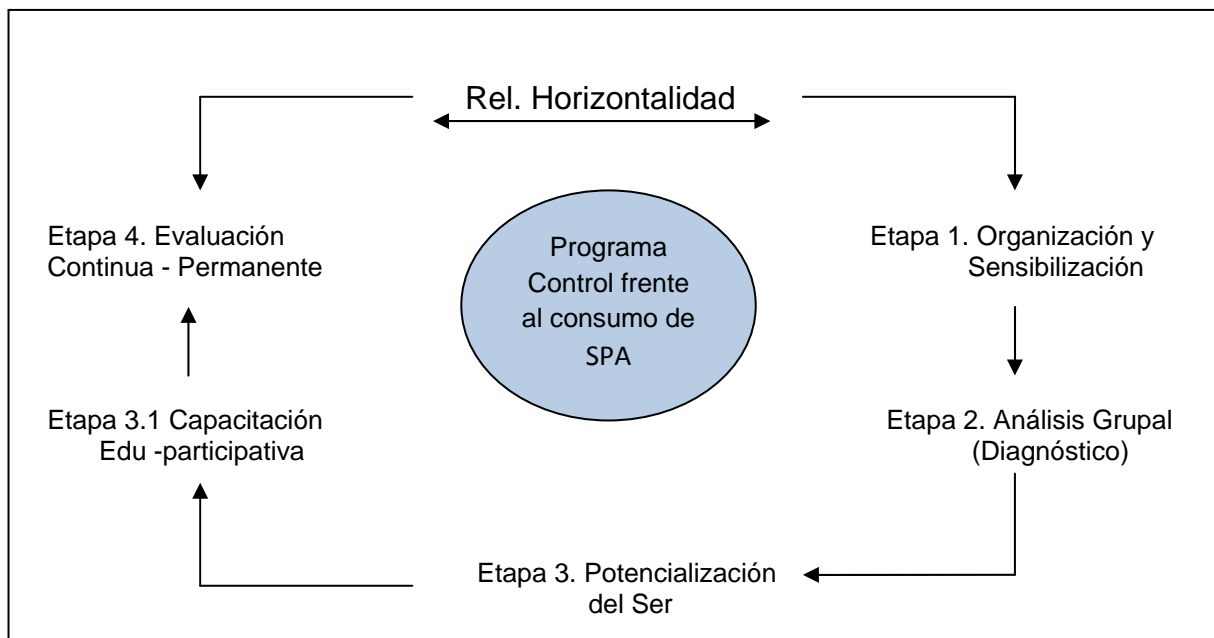 Rel. Horizontalidad
Etapa 4. Evaluación
Continua - Permanente
Programa
Control frente
al consumo de
SPA
Etapa 1. Organización y
Sensibilización
Etapa 3.1 Capacitación
Edu -participativa
Etapa 2. Análisis Grupal
(Diagnóstico)
Etapa 3. Potencialización
del Ser